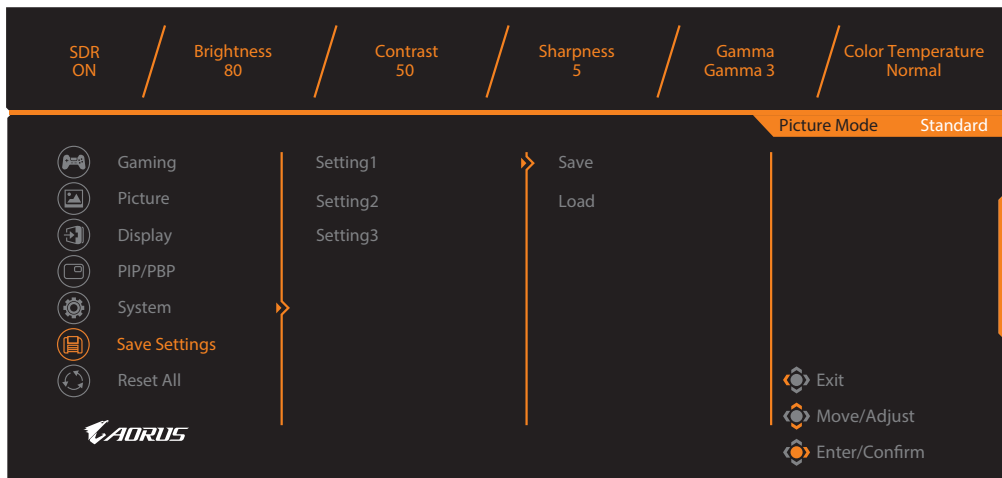 SDR
ON
Brightness
80
Contrast
50
Sharpness
5
Gamma
Gamma 3
Color Temperature
Normal
Picture Mode Standard
Gaming
Picture
Display
PIP/PBP
System
Save Settings
Reset All
Setting1
Setting2
Setting3
Save
Load
Exit
Move/Adjust
Enter/Confirm
AORUS